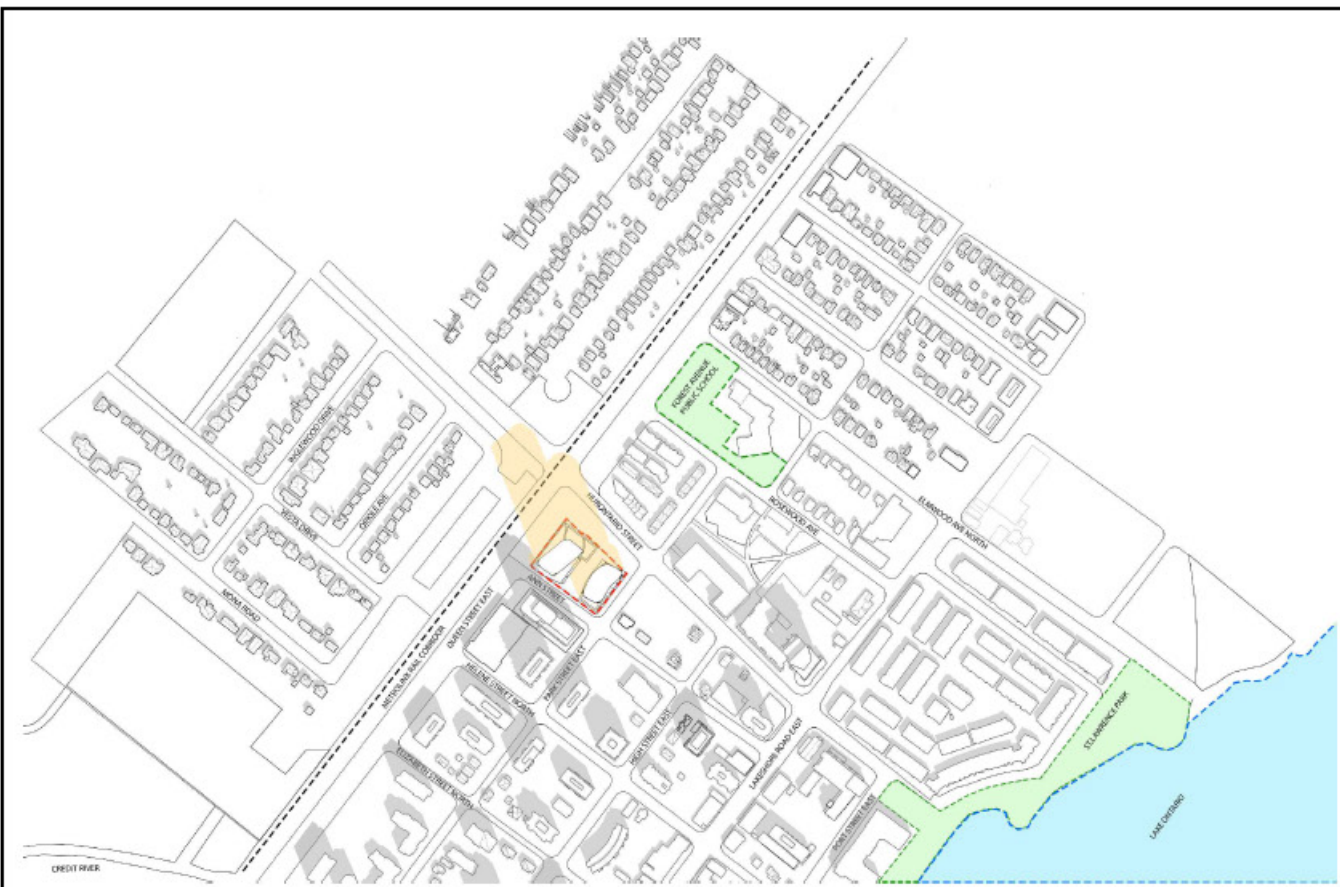 FOREST AVENUE
PUBLIC SCHOOL
INGLEWOOD DRIVE
HURONTARIO STREET
ROSEWOOD AVE
ELMWOOD AVE NORTH
VESTA DRIVE
ORIOLE AVE
ANN STREET
MONA ROAD
QUEEN STREET EAST
METROLINX RAIL CORRIDOR
PARK STREET EAST
HELENE STREET NORTH
HIGH STREET EAST
ST.LAWRENCE PARK
LAKESHORE ROAD EAST
ELIZABETH STREET NORTH
PORT STREET EAST
LAKE ONTARIO
CREDIT RIVER